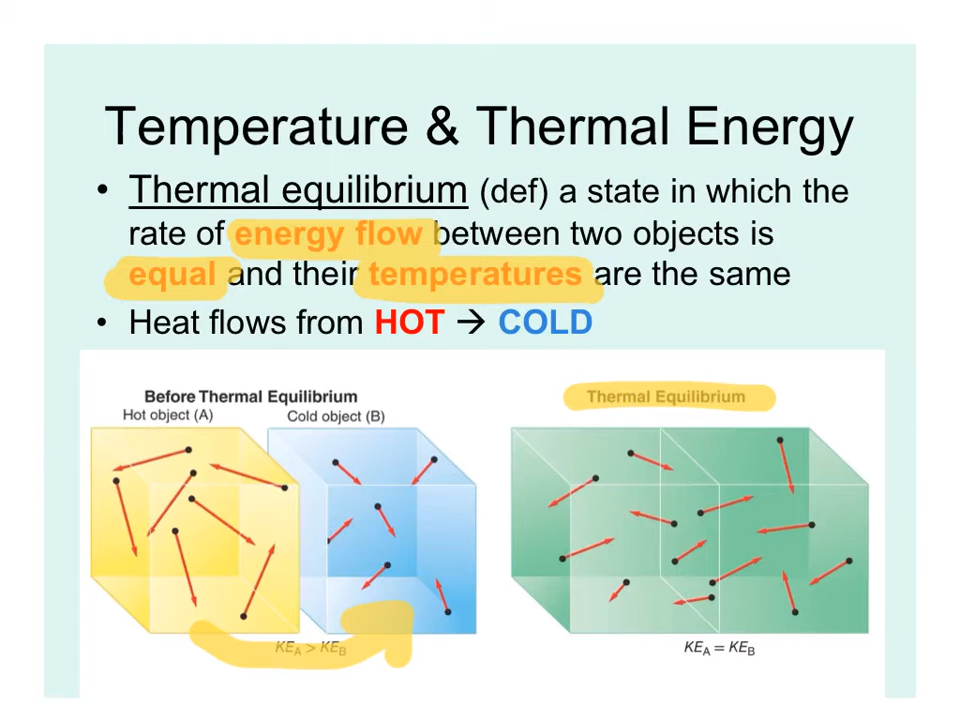 Temperature & Thermal Energy
• Thermal equilibrium (def) a state in which the
rate of energy flow between two objects is
equal and their temperatures are the same
• Heat flows from HOT → COLD
Before Thermal Equilibrium
Hot object (A)
Cold object (B)
KEA > KEB
Thermal Equilibrium
KEA = KEB